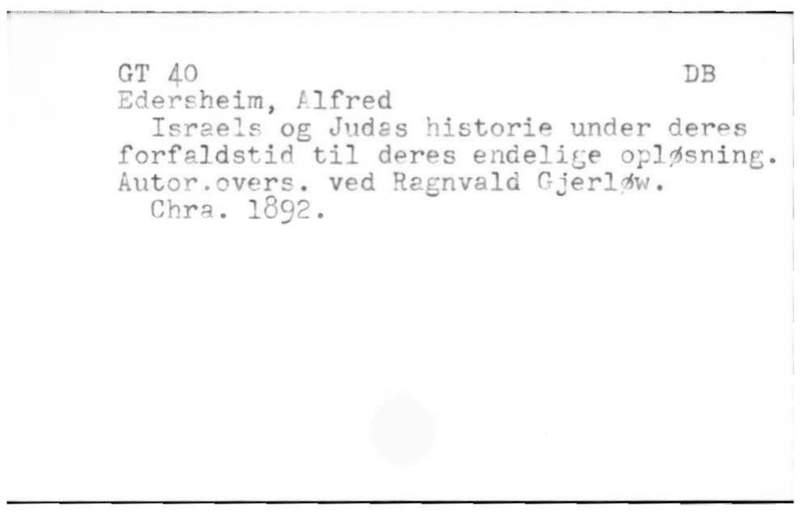 GT 40 DB
Edersheim, Alfred
Israels og Judas historie under deres
forfaldstid til deres endelige opløsning.
Autor.overs. ved Ragnvald Gjerløw.
Chra. 1892.